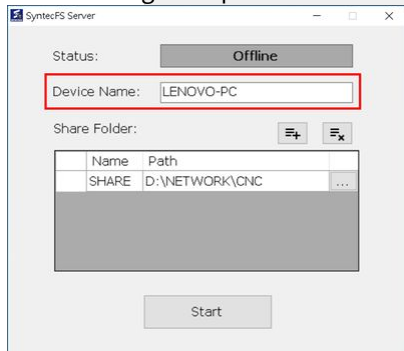 SyntecFS Server
Status: Offline
Device Name: LENOVO-PC
Share Folder:
Name Path
SHARE D:\NETWORK\CNC ...
Start